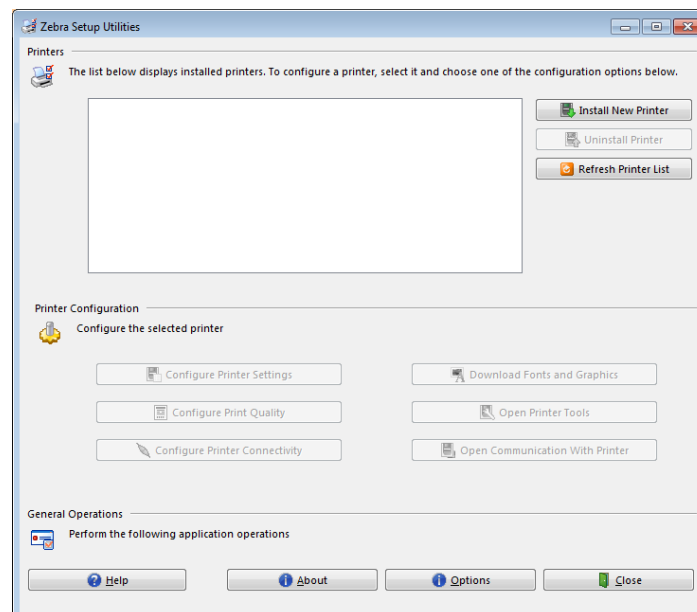 Zebra Setup Utilities
Printers
The list below displays installed printers. To configure a printer, select it and choose one of the configuration options below.
Install New Printer
Uninstall Printer
Refresh Printer List
Printer Configuration
Configure the selected printer
Configure Printer Settings
Download Fonts and Graphics
Configure Print Quality
Open Printer Tools
Configure Printer Connectivity
Open Communication With Printer
General Operations
Perform the following application operations
Help
About
Options
Close